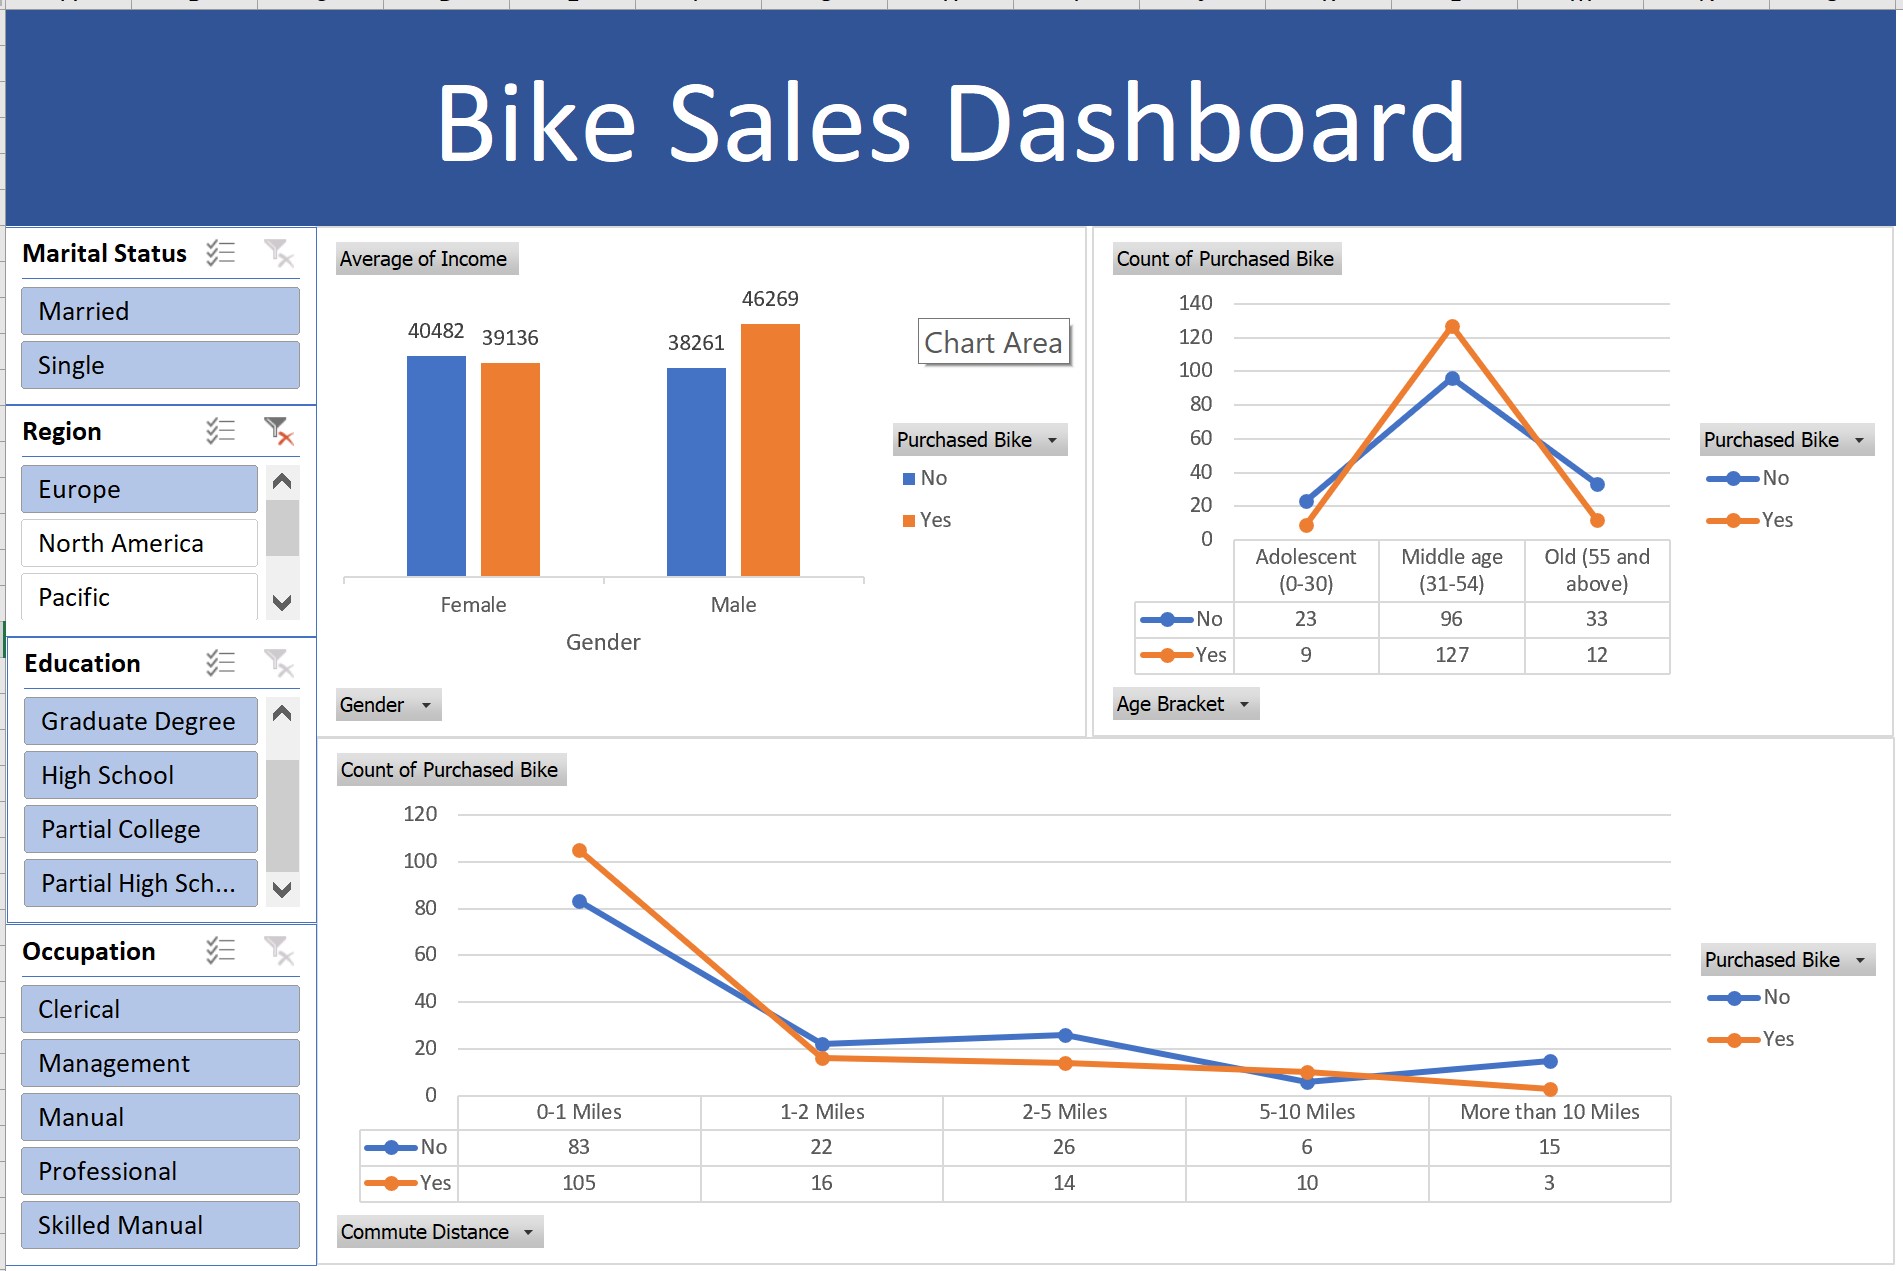 Bike Sales Dashboard
Marital Status
Married
Single
Region
Europe
North America
Pacific
Education
Graduate Degree
High School
Partial College
Partial High Sch...
Occupation
Clerical
Management
Manual
Professional
Skilled Manual
Average of Income
40482
39136
38261
46269
Female
Male
Gender
Chart Area
Purchased Bike
No
Yes
Gender
Count of Purchased Bike
140
120
100
80
60
40
20
0
Adolescent (0-30) Middle age (31-54) Old (55 and above)
No 23 96 33
Yes 9 127 12
Purchased Bike
No
Yes
Age Bracket
Count of Purchased Bike
120
100
80
60
40
20
0
0-1 Miles 1-2 Miles 2-5 Miles 5-10 Miles More than 10 Miles
No 83 22 26 6 15
Yes 105 16 14 10 3
Purchased Bike
No
Yes
Commute Distance